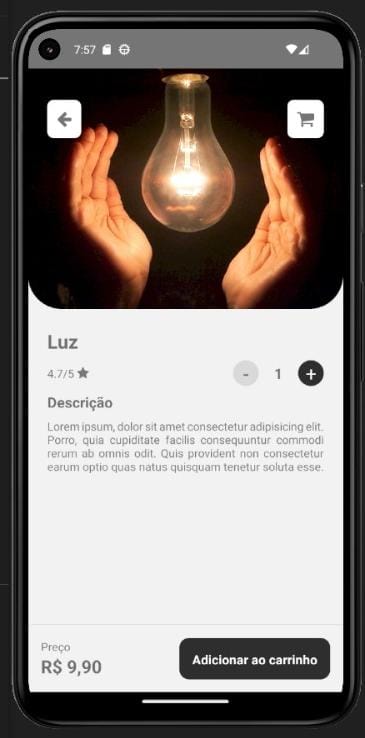 7:57
Luz
4.7/5
- 1 +
Descrição
Lorem ipsum, dolor sit amet consectetur adipisicing elit.
Porro, quia cupiditate facilis consequuntur commodi
rerum ab omnis odit. Quis provident non consectetur
earum optio quas natus quisquam tenetur soluta esse.
Preço
R$ 9,90
Adicionar ao carrinho